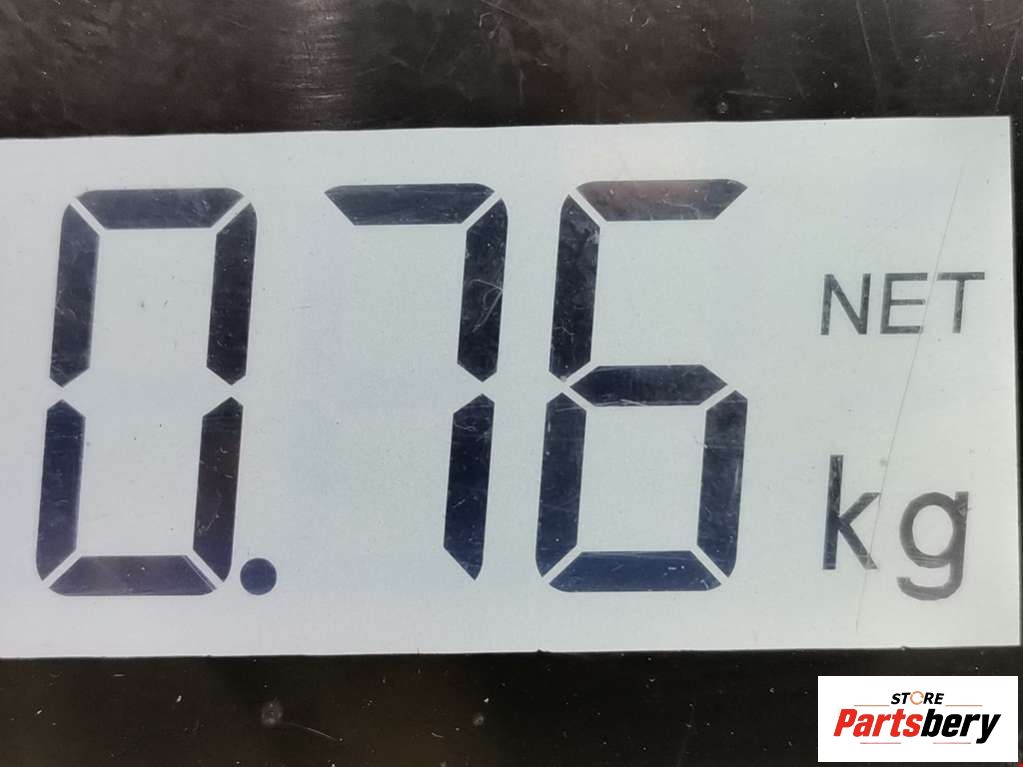 0.76
NET
kg
STORE
Partsbery